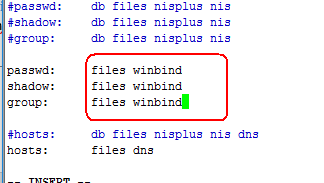 #passwd: db files nisplus nis
#shadow: db files nisplus nis
#group: db files nisplus nis
passwd: files winbind
shadow: files winbind
group: files winbind
#hosts: db files nisplus nis dns
hosts: files dns
-- INSERT --